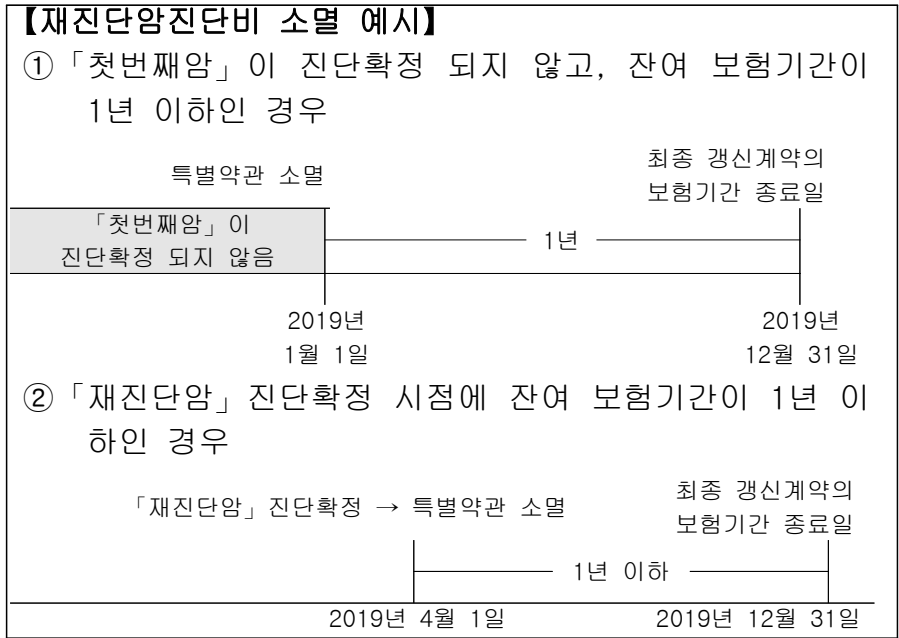 【재진단암진단비 소멸 예시】
①「첫번째암」이 진단확정 되지 않고, 잔여 보험기간이
1년 이하인 경우
최종 갱신계약의
특별약관 소멸
보험기간 종료일
「첫번째암」이
진단확정 되지 않음
1년
2019년
1월 1일
2019년
12월 31일
②「재진단암」진단확정 시점에 잔여 보험기간이 1년 이
하인 경우
최종 갱신계약의
「재진단암」진단확정 → 특별약관 소멸
보험기간 종료일
1년 이하
2019년 4월 1일
2019년 12월 31일